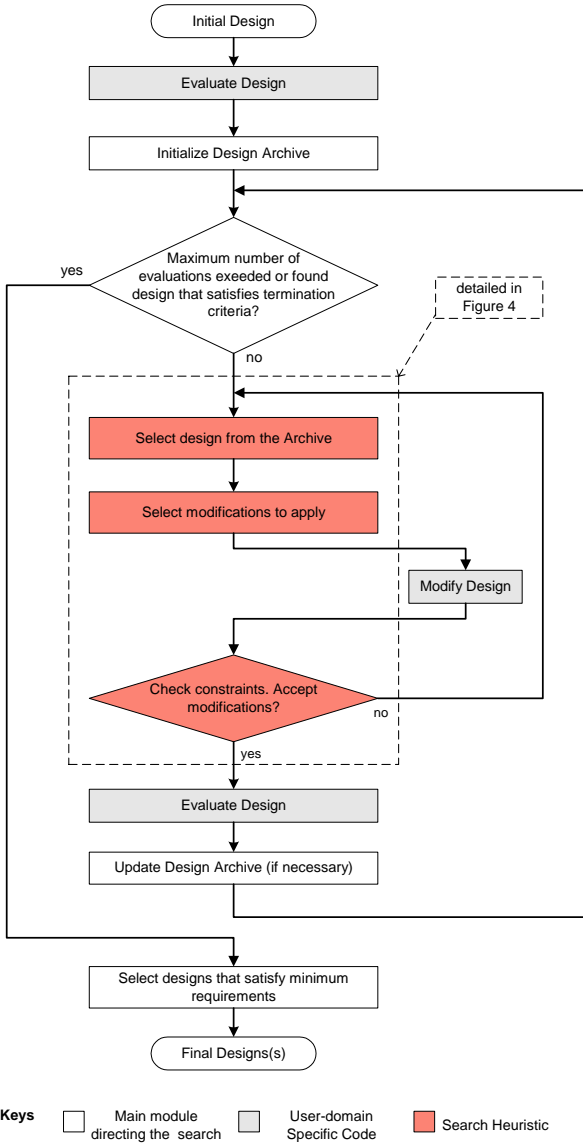 Initial Design
Evaluate Design
Initialize Design Archive
Maximum number of
evaluations exeeded or found
design that satisfies termination
criteria?
yes
detailed in
Figure 4
no
Select design from the Archive
Select modifications to apply
Modify Design
Check constraints. Accept
modifications?
no
yes
Evaluate Design
Update Design Archive (if necessary)
Select designs that satisfy minimum
requirements
Final Designs(s)
Keys
Main module
directing the search
User-domain
Specific Code
Search Heuristic